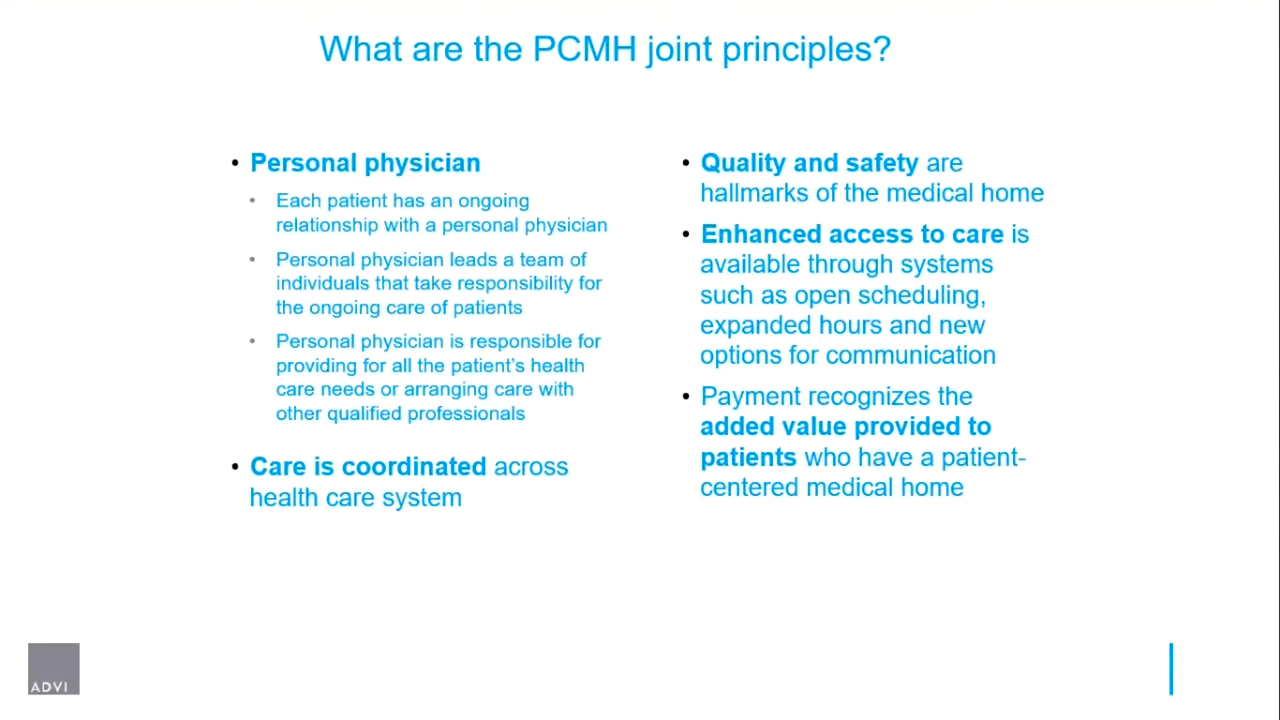 What are the PCMH joint principles?
• Personal physician
• Each patient has an ongoing
relationship with a personal physician
• Personal physician leads a team of
individuals that take responsibility for
the ongoing care of patients
• Personal physician is responsible for
providing for all the patient's health
care needs or arranging care with
other qualified professionals
• Care is coordinated across
health care system
• Quality and safety are
hallmarks of the medical home
• Enhanced access to care is
available through systems
such as open scheduling,
expanded hours and new
options for communication
• Payment recognizes the
added value provided to
patients who have a patient-
centered medical home
ADVI